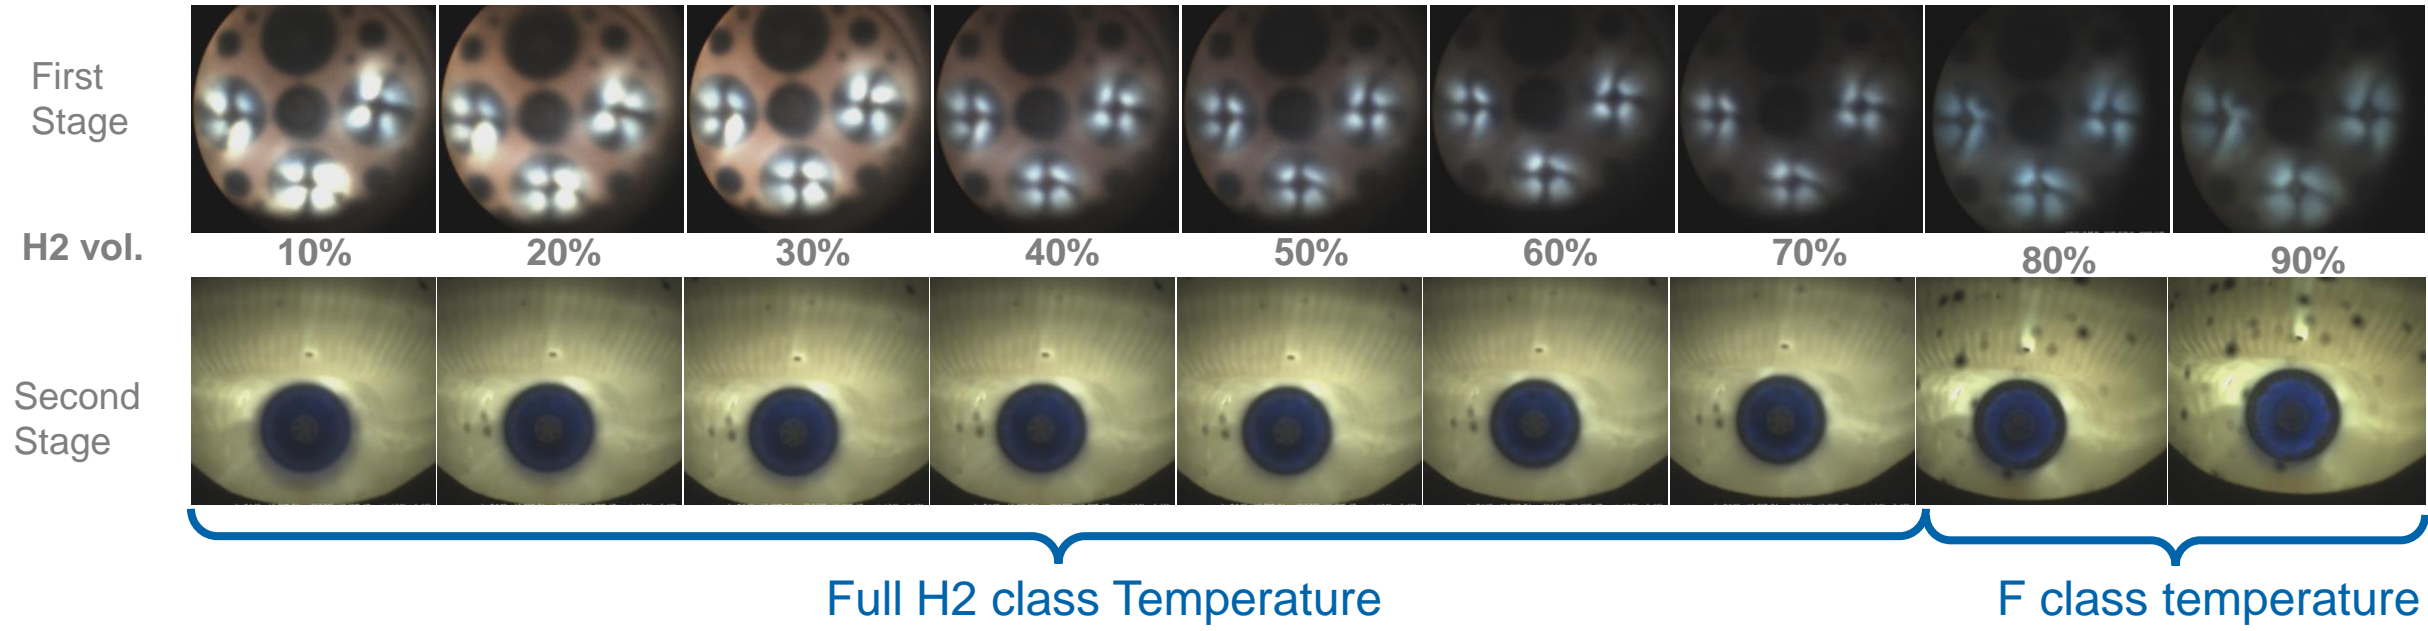 First
Stage
H2 vol.
10% 20% 30% 40% 50% 60% 70% 80% 90%
Second
Stage
Full H2 class Temperature
F class temperature